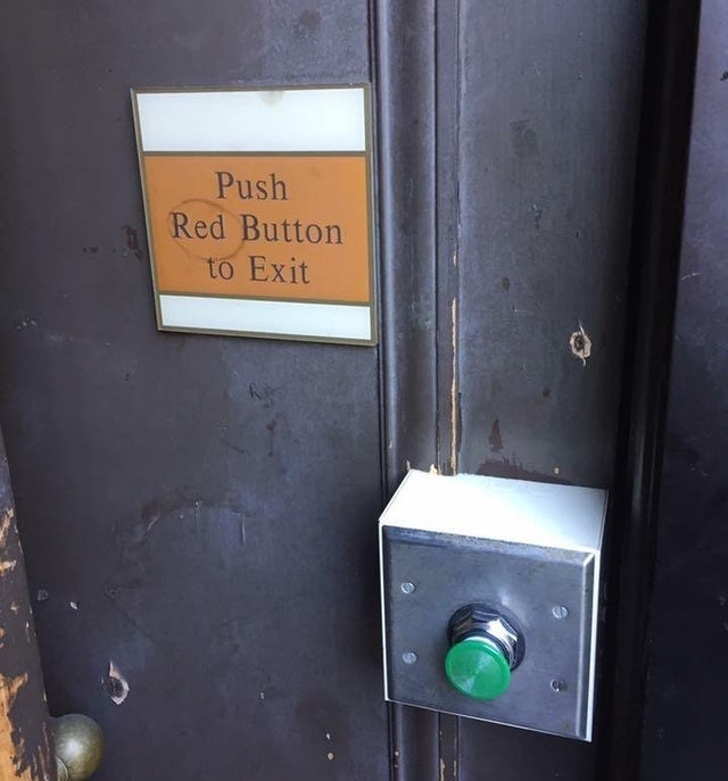 Push
Red Button
to Exit